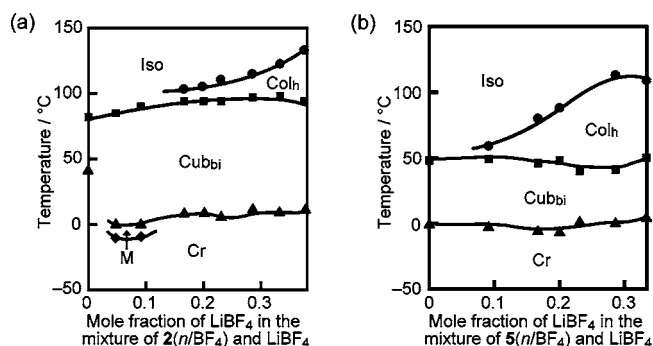 (a)
Temperature / °C
150
100
50
0
−50
Iso
Colh
Cubbi
M
Cr
0 0.1 0.2 0.3
Mole fraction of LiBF4 in the
mixture of 2(n/BF4) and LiBF4
(b)
Temperature / °C
150
100
50
0
−50
Iso
Colh
Cubbi
Cr
0 0.1 0.2 0.3
Mole fraction of LiBF4 in the
mixture of 5(n/BF4) and LiBF4